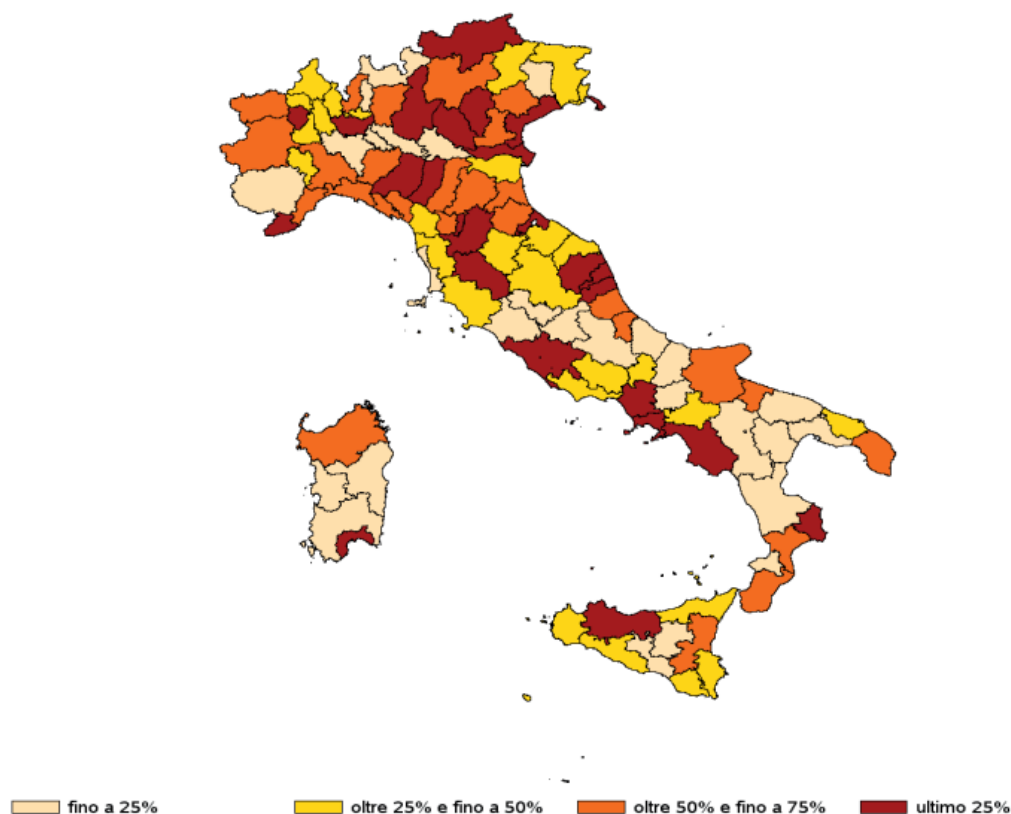 fino a 25%
oltre 25% e fino a 50%
oltre 50% e fino a 75%
ultimo 25%